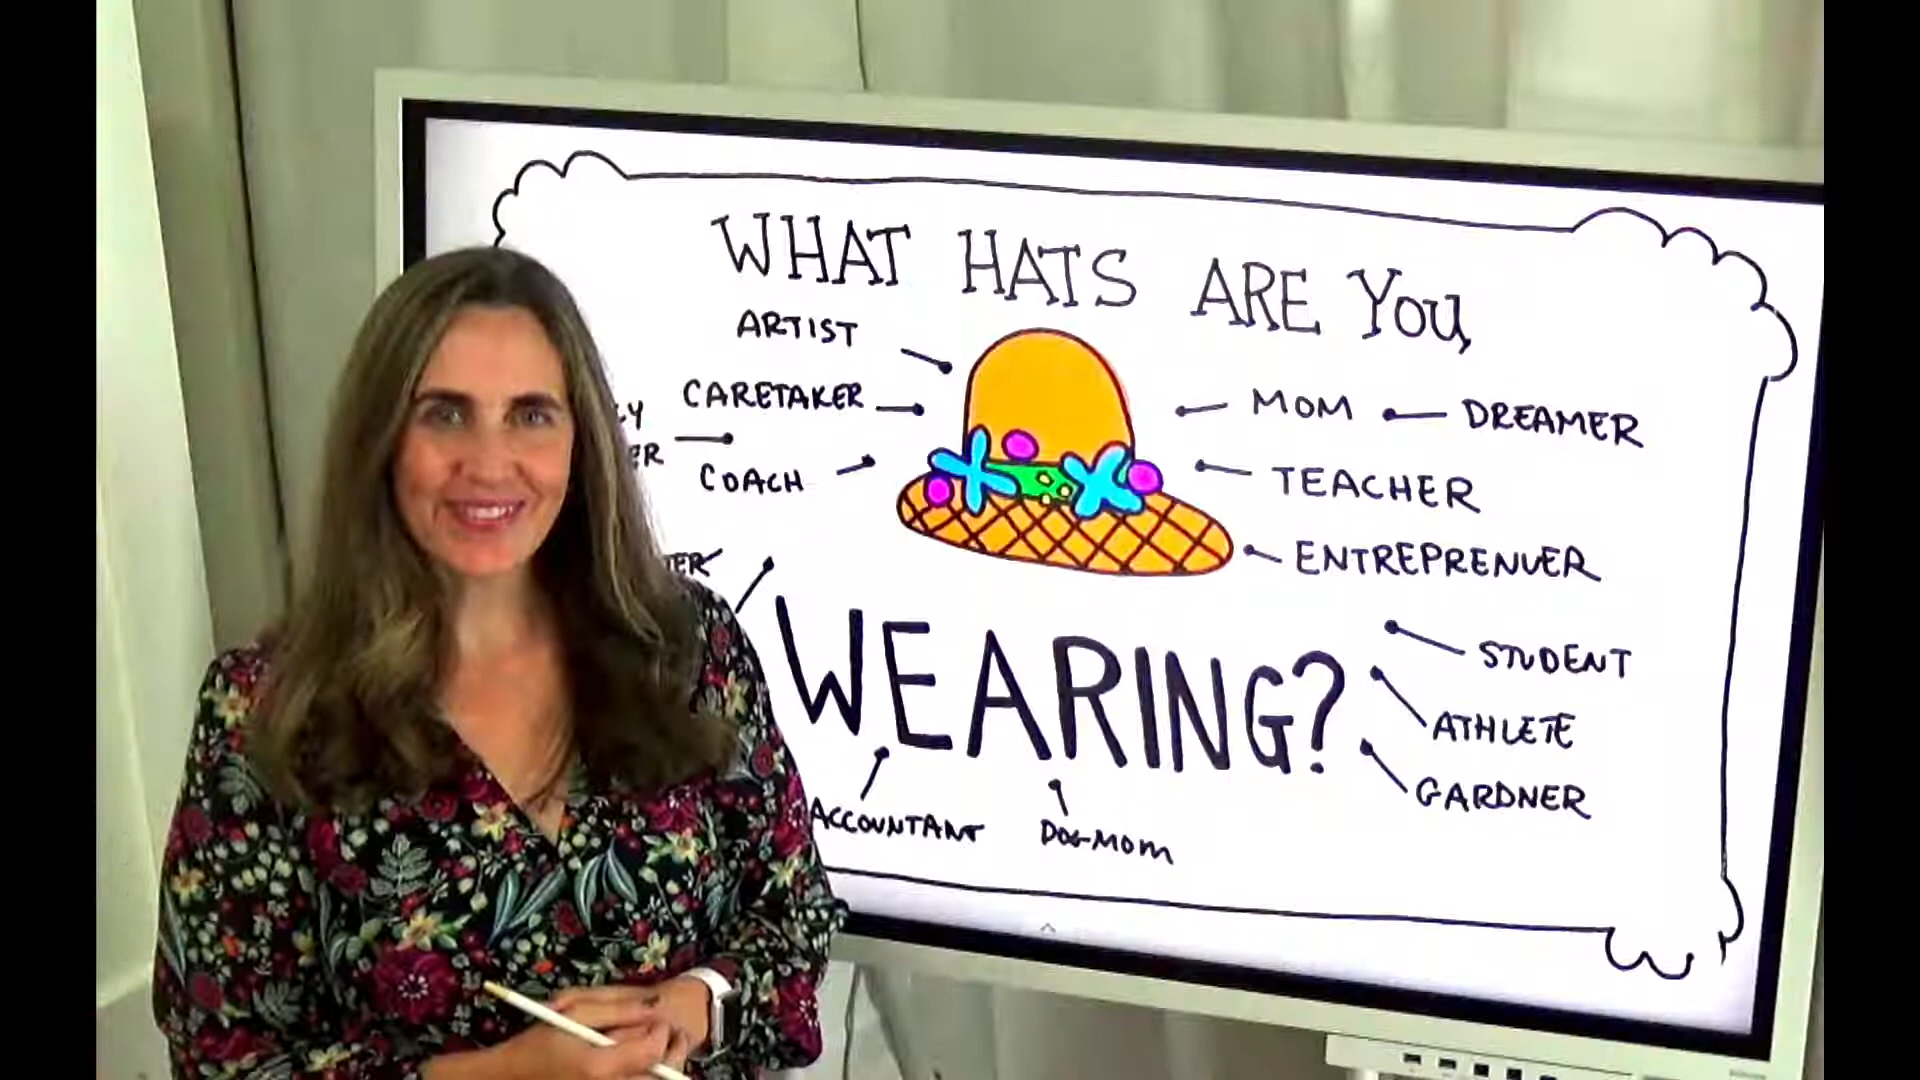 WHAT HATS ARE YOU
ARTIST
CARETAKER
COACH
MOM
DREAMER
TEACHER
ENTREPRENUER
WEARING?
STUDENT
ATHLETE
GARDNER
ACCOUNTANT
DOG-MOM